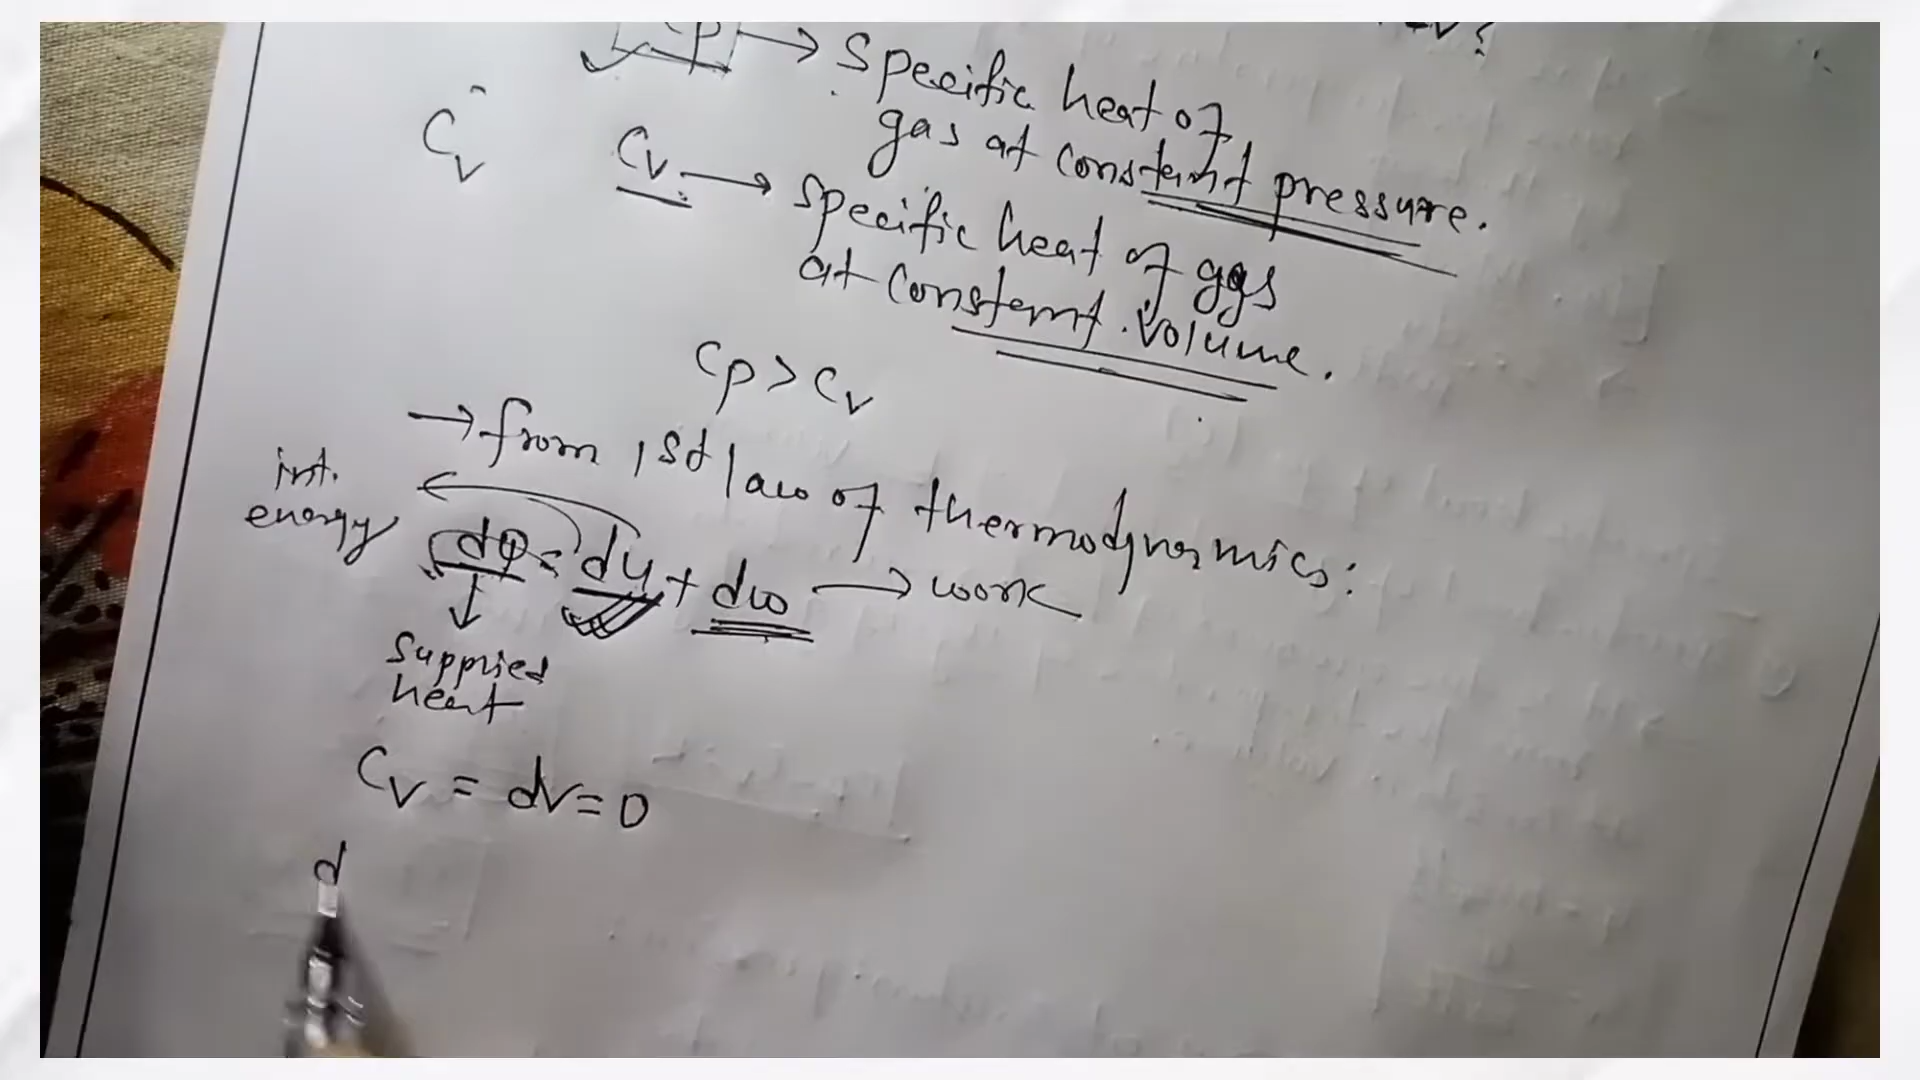 Cv?
Cp → Specific heat of
gas at constant pressure.
Cv
Cv → Specific heat of gas
at constant volume.
Cp > Cv
→ from 1st law of thermodynamics:
int.
energy
dQ = du + dw → work
↓
Supplied
heat
Cv = dv = 0
d